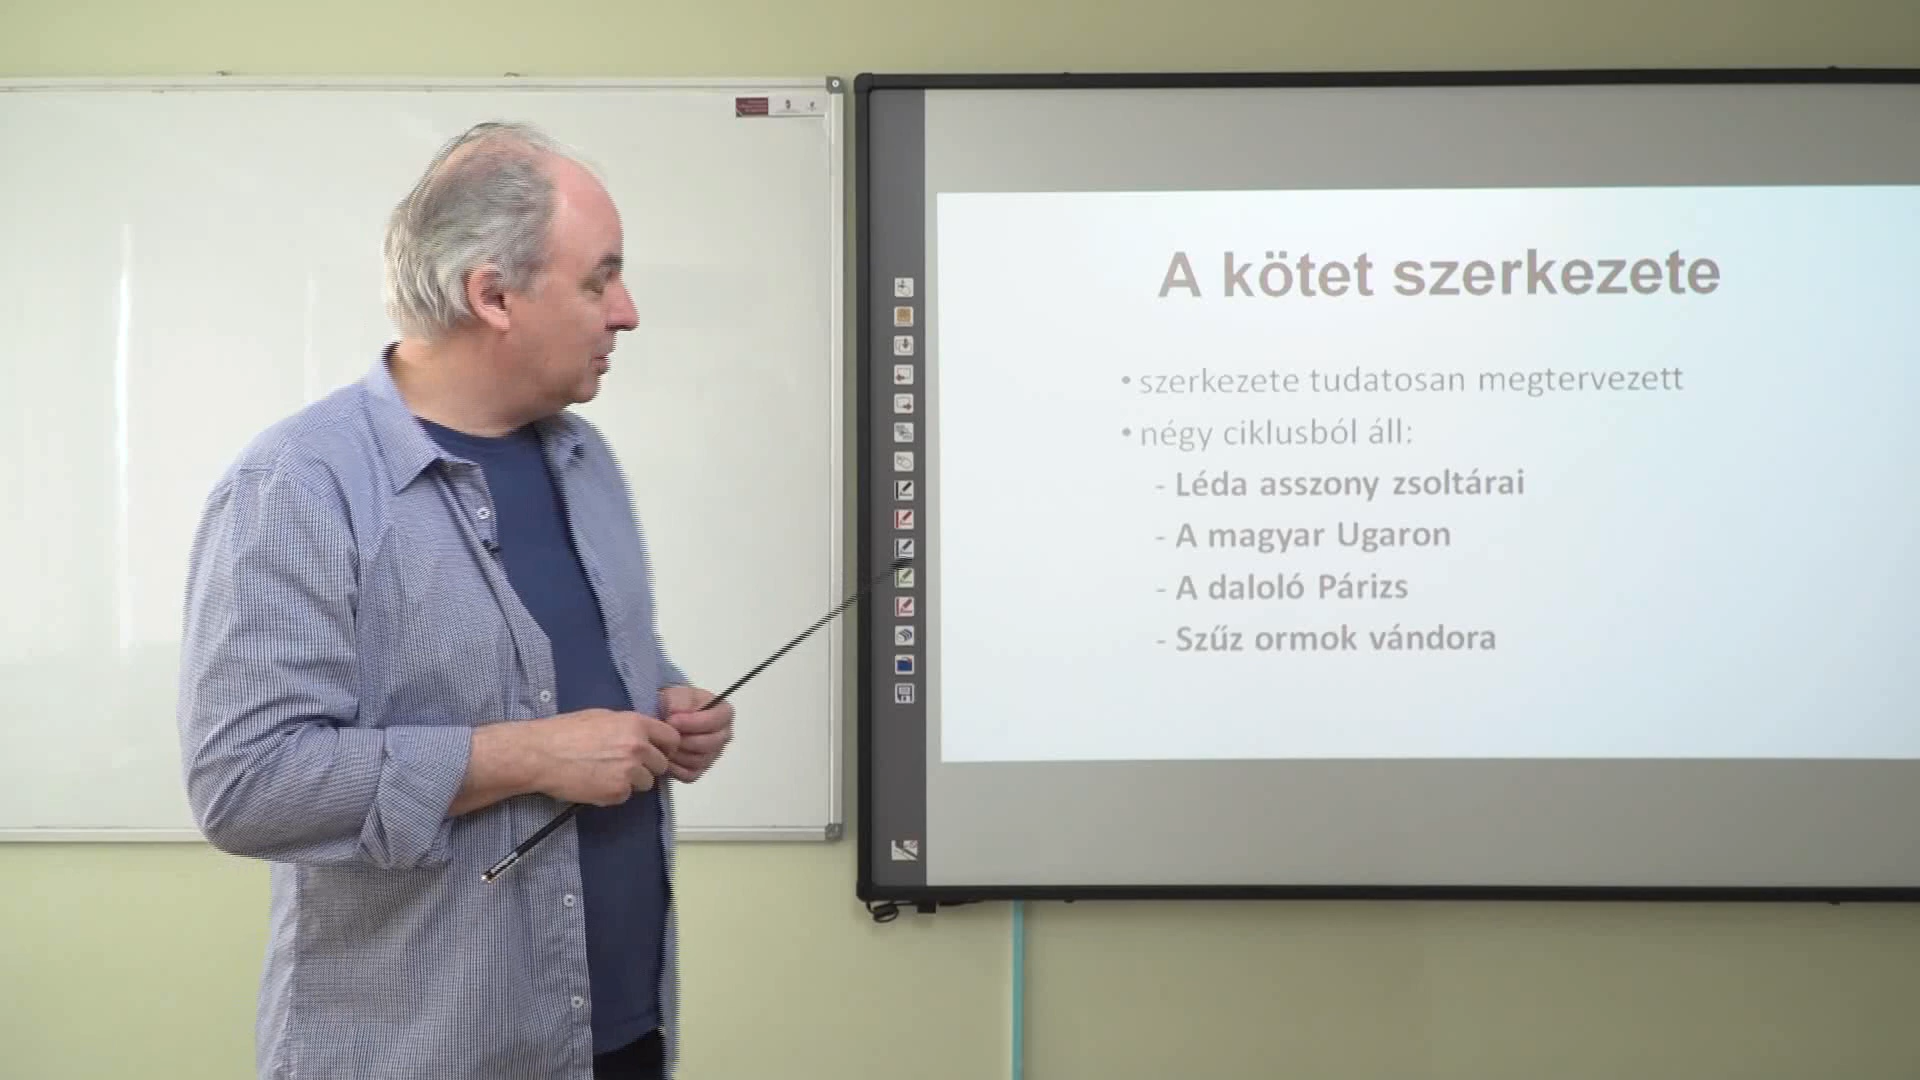 A kötet szerkezete
• szerkezete tudatosan megtervezett
• négy ciklusból áll:
- Léda asszony zsoltárai
- A magyar Ugaron
- A daloló Párizs
- Szűz ormok vándora